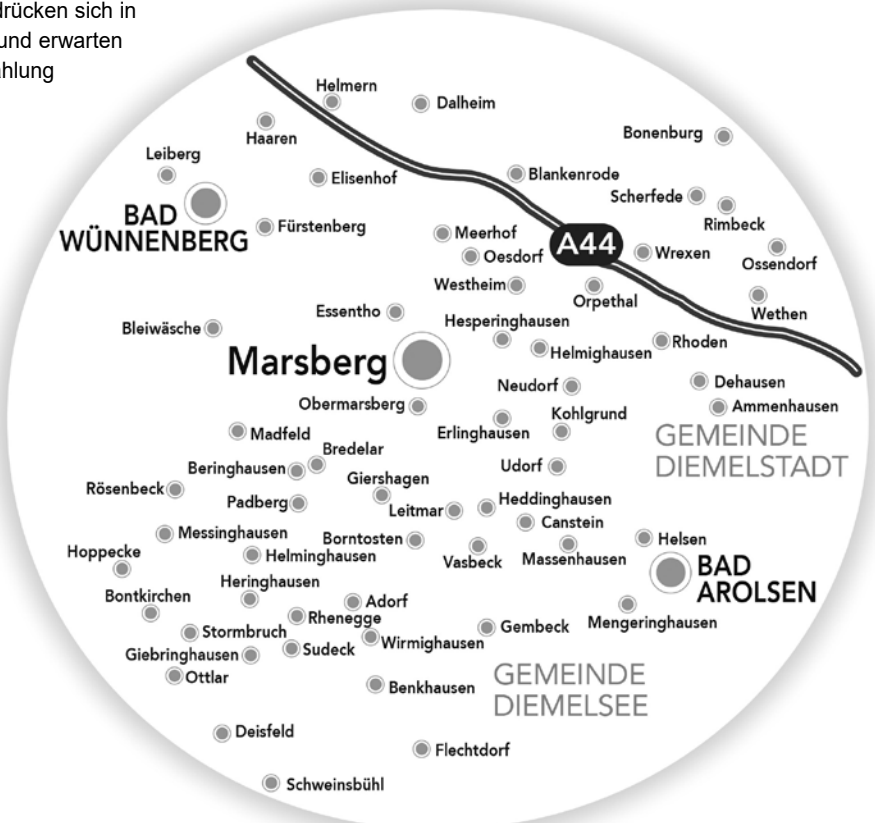 drücken sich in
und erwarten
ahlung
Helmern
Dalheim
Haaren
Bonenburg
Leiberg
Elisenhof
Blankenrode
Scherfede
BAD
WÜNNENBERG
Fürstenberg
Rimbeck
Meerhof
A44
Oesdorf
Wrexen
Ossendorf
Westheim
Orpethal
Wethen
Essentho
Hesperinghausen
Bleiwäsche
Rhoden
Helmighausen
Marsberg
Neudorf
Dehausen
Obermarsberg
Ammenhausen
Kohlgrund
Erlinghausen
Madfeld
GEMEINDE
DIEMELSTADT
Bredelar
Beringhausen
Udorf
Giershagen
Rösenbeck
Padberg
Leitmar
Heddinghausen
Canstein
Messinghausen
Borntosten
Helsen
Hoppecke
Helminghausen
Vasbeck
Massenhausen
BAD
AROLSEN
Heringhausen
Bontkirchen
Adorf
Rhenegge
Mengeringhausen
Gembeck
Stormbruch
Wirmighausen
Giebringhausen
Sudeck
Ottlar
Benkhausen
GEMEINDE
DIEMELSEE
Deisfeld
Flechtdorf
Schweinsbühl